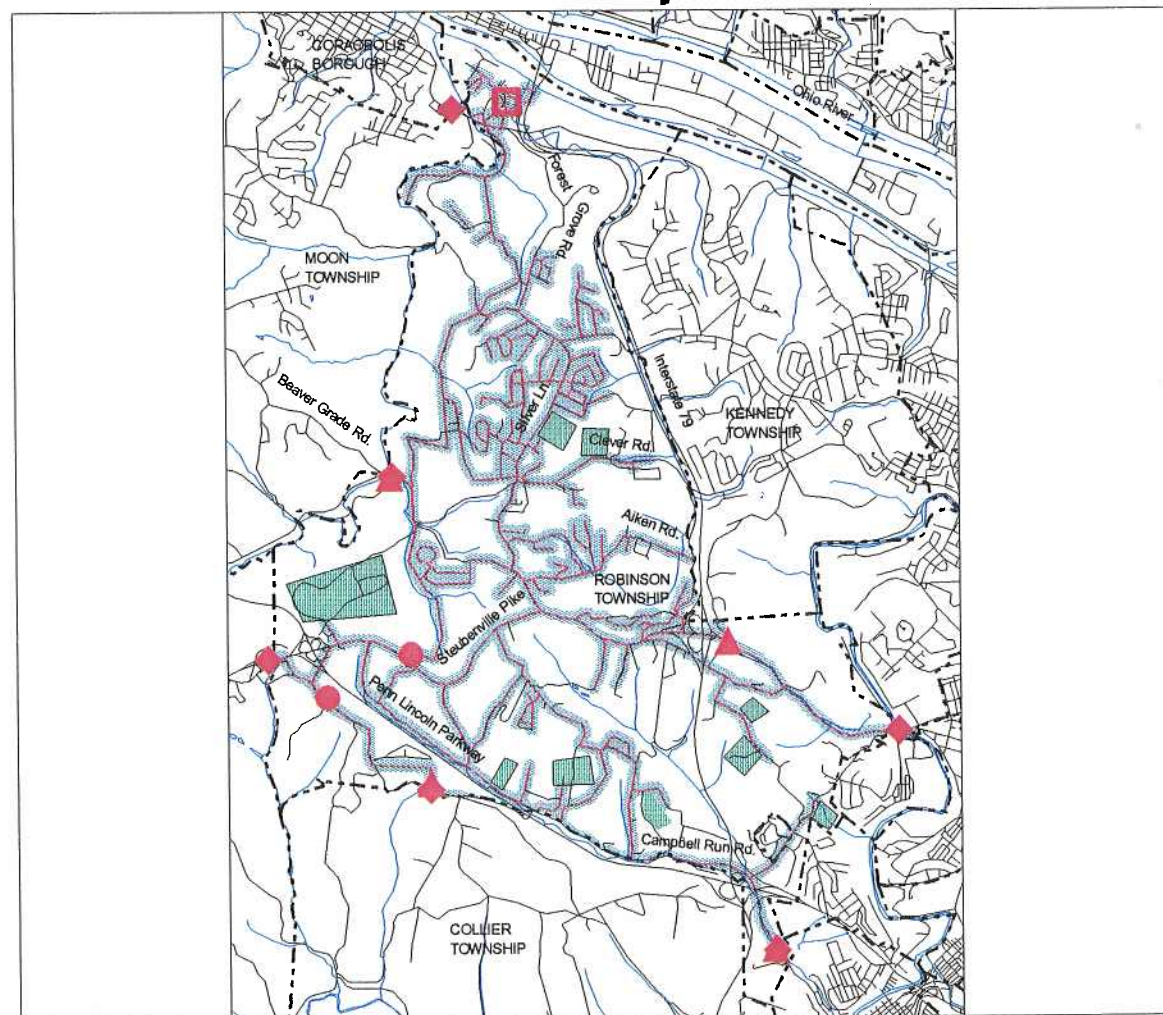 CORAOPOLIS
BOROUGH
Ohio River
Forest
Grove Rd.
MOON
TOWNSHIP
Interstate 79
Beaver Grade Rd.
Silver Ln.
KENNEDY
TOWNSHIP
Clever Rd.
Aiken Rd.
ROBINSON
TOWNSHIP
Steubenville Pike
Penn Lincoln Parkway
Campbell Run Rd.
COLLIER
TOWNSHIP